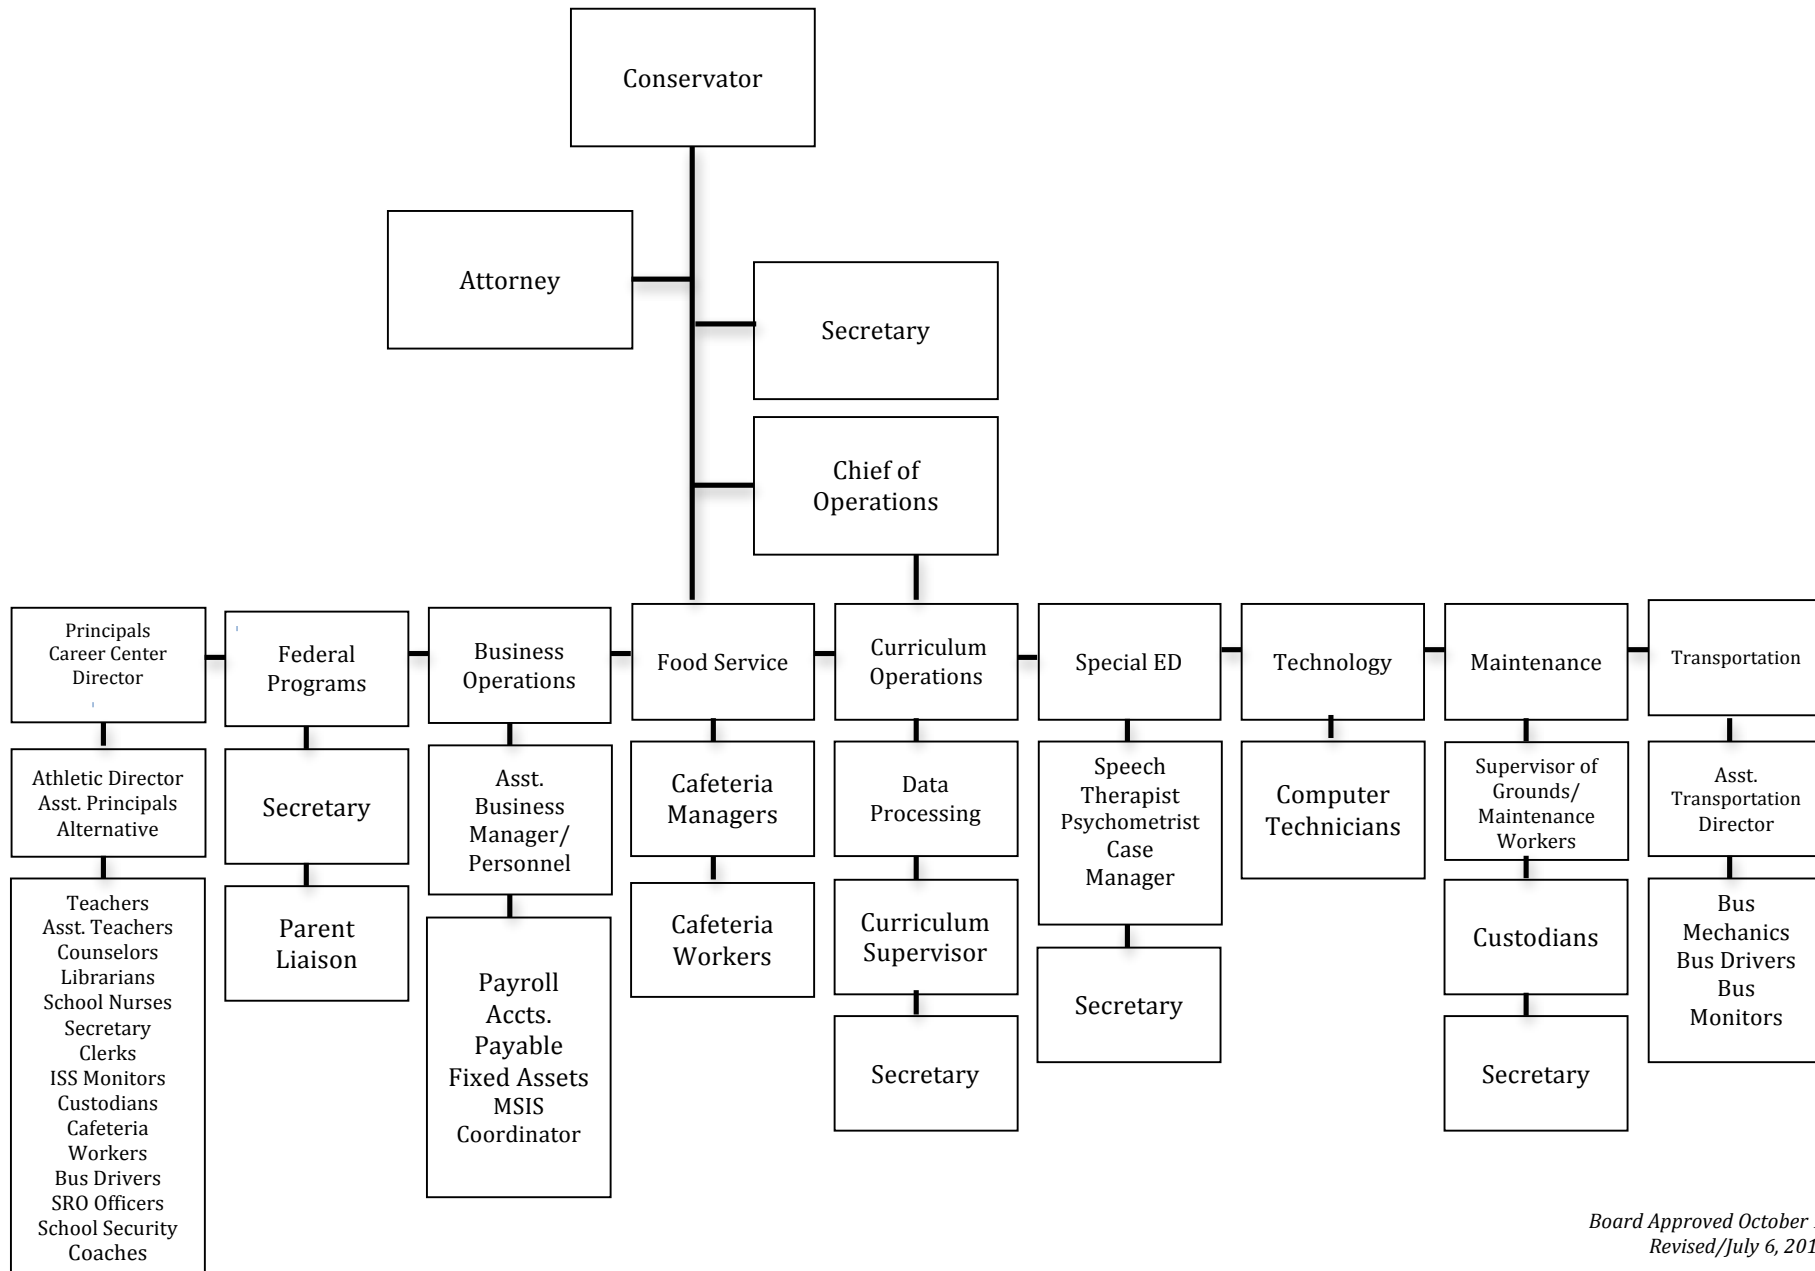 Conservator
Attorney
Secretary
Chief of
Operations
Principals
Career Center
Director
Federal
Programs
Business
Operations
Food Service
Curriculum
Operations
Special ED
Technology
Maintenance
Transportation
Athletic Director
Asst. Principals
Alternative
Secretary
Asst.
Business
Manager/
Personnel
Cafeteria
Managers
Data
Processing
Speech
Therapist
Psychometrist
Case
Manager
Computer
Technicians
Supervisor of
Grounds/
Maintenance
Workers
Asst.
Transportation
Director
Teachers
Asst. Teachers
Counselors
Librarians
School Nurses
Secretary
Clerks
ISS Monitors
Custodians
Cafeteria
Workers
Bus Drivers
SRO Officers
School Security
Coaches
Parent
Liaison
Payroll
Accts.
Payable
Fixed Assets
MSIS
Coordinator
Cafeteria
Workers
Curriculum
Supervisor
Secretary
Secretary
Custodians
Secretary
Bus
Mechanics
Bus Drivers
Bus
Monitors
Board Approved October
Revised/July 6, 201